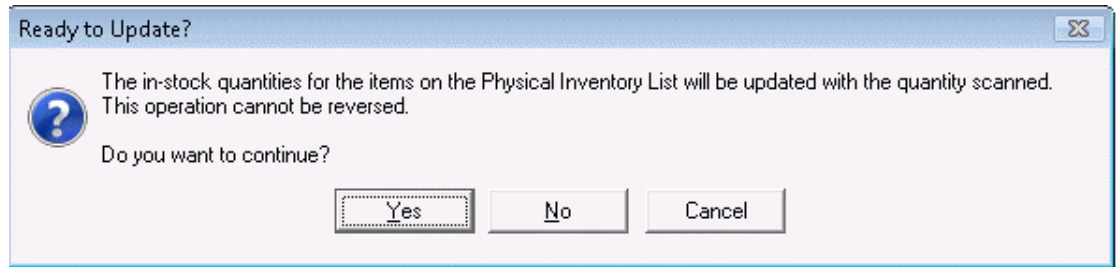 Ready to Update?
The in-stock quantities for the items on the Physical Inventory List will be updated with the quantity scanned.
This operation cannot be reversed.
Do you want to continue?
Yes No Cancel